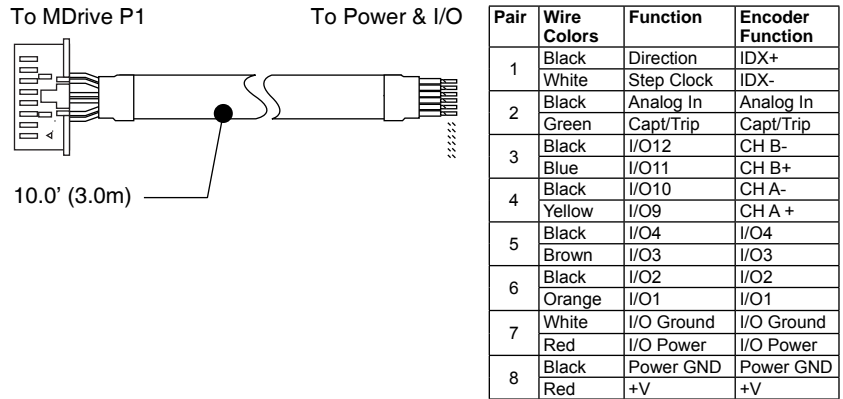 To MDrive P1
To Power & I/O
10.0’ (3.0m)
Pair Wire Colors Function Encoder Function
1 Black Direction IDX+
White Step Clock IDX-
2 Black Analog In Analog In
Green Capt/Trip Capt/Trip
3 Black I/O12 CH B-
Blue I/O11 CH B+
4 Black I/O10 CH A-
Yellow I/O9 CH A +
5 Black I/O4 I/O4
Brown I/O3 I/O3
6 Black I/O2 I/O2
Orange I/O1 I/O1
7 White I/O Ground I/O Ground
Red I/O Power I/O Power
8 Black Power GND Power GND
Red +V +V